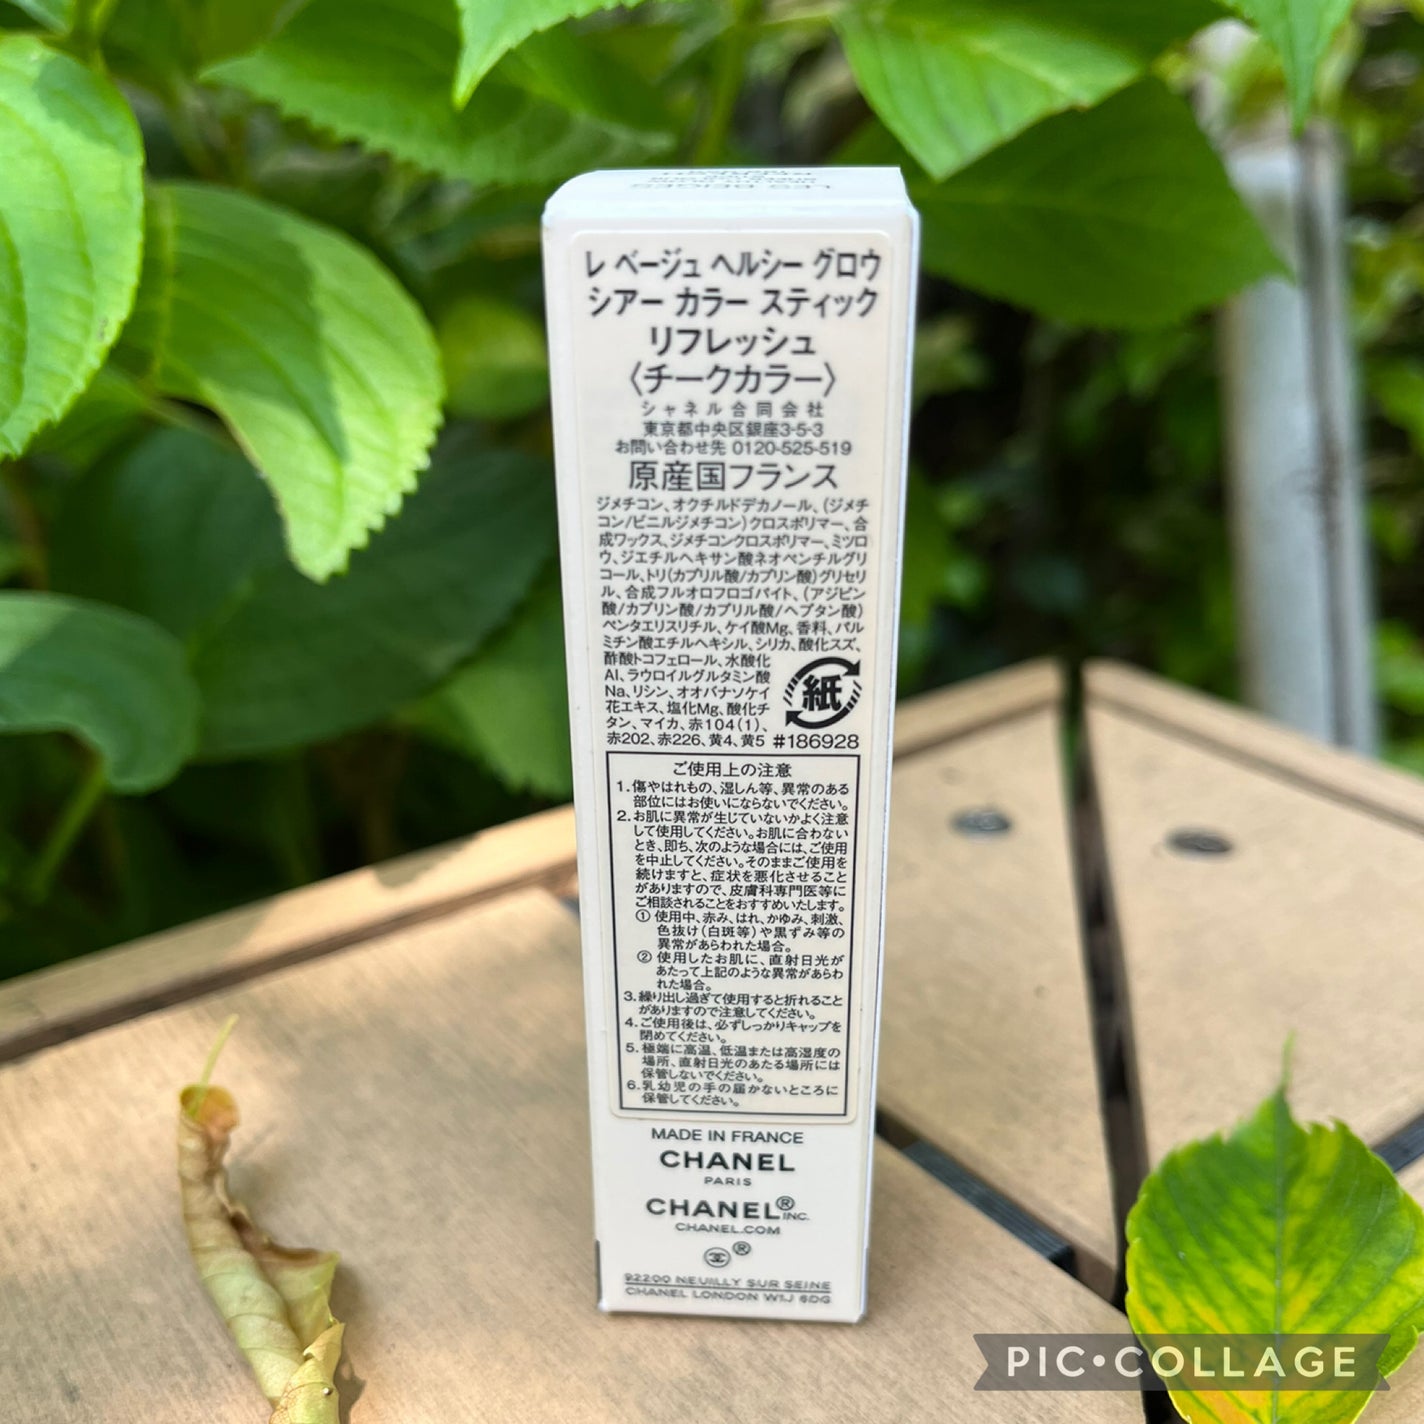 LES BEIGES
レ ベージュ ヘルシー グロウ
シアー カラー スティック
リフレッシュ
〈チークカラー〉
シャネル合同会社
東京都中央区銀座3-5-3
お問い合わせ先 0120-525-519
原産国フランス
ジメチコン、オクチルドデカノール、(ジメチ
コン/ビニルジメチコン)クロスポリマー、合
成ワックス、ジメチコンクロスポリマー、ミツロ
ウ、ジエチルヘキサン酸ネオペンチルグリ
コール、トリ(カプリル酸/カプリン酸)グリセリ
ル、合成フルオロフロゴパイト、(アジピン
酸/カプリン酸/カプリル酸/ヘプタン酸)
ペンタエリスリチル、ケイ酸Mg、香料、パル
ミチン酸エチルヘキシル、シリカ、酸化スズ、
酢酸トコフェロール、水酸化
Al、ラウロイルグルタミン酸
Na、リシン、オオバナソケイ
花エキス、塩化Mg、酸化チ
タン、マイカ、赤104(1)、
赤202、赤226、黄4、黄5 #186928
紙
ご使用上の注意
1.傷やはれもの、湿しん等、異常のある
部位にはお使いにならないでください。
2.お肌に異常が生じていないかよく注意
して使用してください。お肌に合わない
とき、即ち、次のような場合には、ご使用
を中止してください。そのままご使用を
続けますと、症状を悪化させること
がありますので、皮膚科専門医等に
ご相談されることをおすすめいたします。
①使用中、赤み、はれ、かゆみ、刺激、
色抜け(白斑等)や黒ずみ等の
異常があらわれた場合。
②使用したお肌に、直射日光が
あたって上記のような異常があらわ
れた場合。
3.繰り出し過ぎて使用すると折れること
がありますので注意してください。
4.ご使用後は、必ずしっかりキャップを
閉めてください。
5.極端に高温、低温または高湿度の
場所、直射日光のあたる場所には
保管しないでください。
6.乳幼児の手の届かないところに
保管してください。
MADE IN FRANCE
CHANEL
PARIS
CHANEL® INC.
CHANEL.COM
®
92200 NEUILLY SUR SEINE
CHANEL LONDON W1J 6DG
PIC•COLLAGE